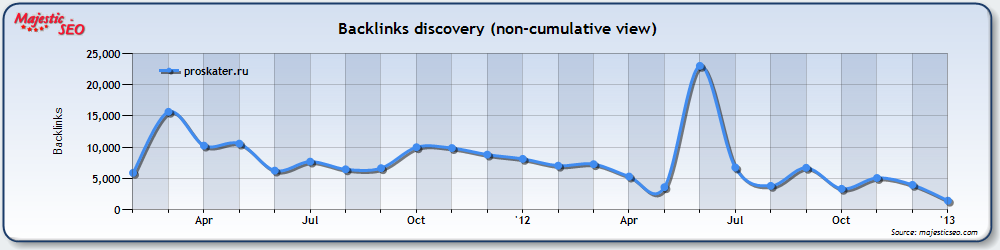 Majestic
SEO
Backlinks discovery (non-cumulative view)
proskater.ru
Backlinks
25,000
20,000
15,000
10,000
5,000
0
Apr Jul Oct '12 Apr Jul Oct '13
Source: majesticseo.com